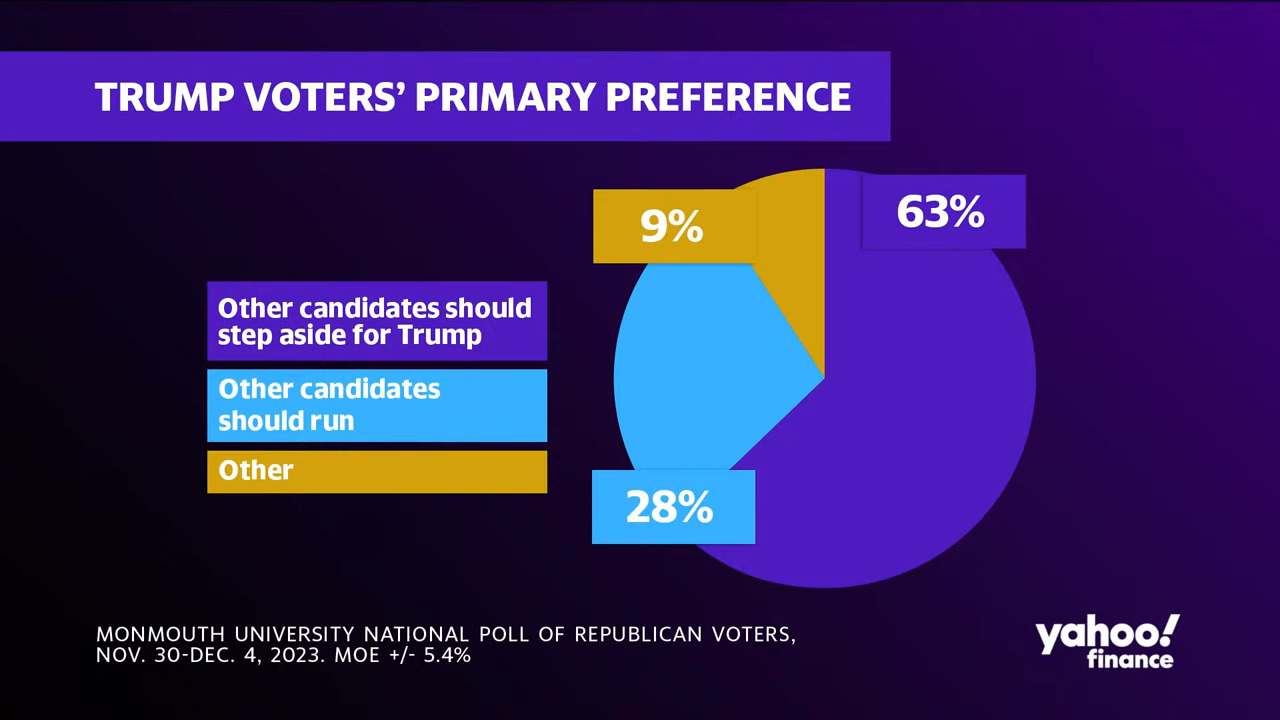 TRUMP VOTERS’ PRIMARY PREFERENCE
9%
63%
Other candidates should
step aside for Trump
Other candidates
should run
Other
28%
MONMOUTH UNIVERSITY NATIONAL POLL OF REPUBLICAN VOTERS,
NOV. 30-DEC. 4, 2023. MOE +/- 5.4%
yahoo!
finance